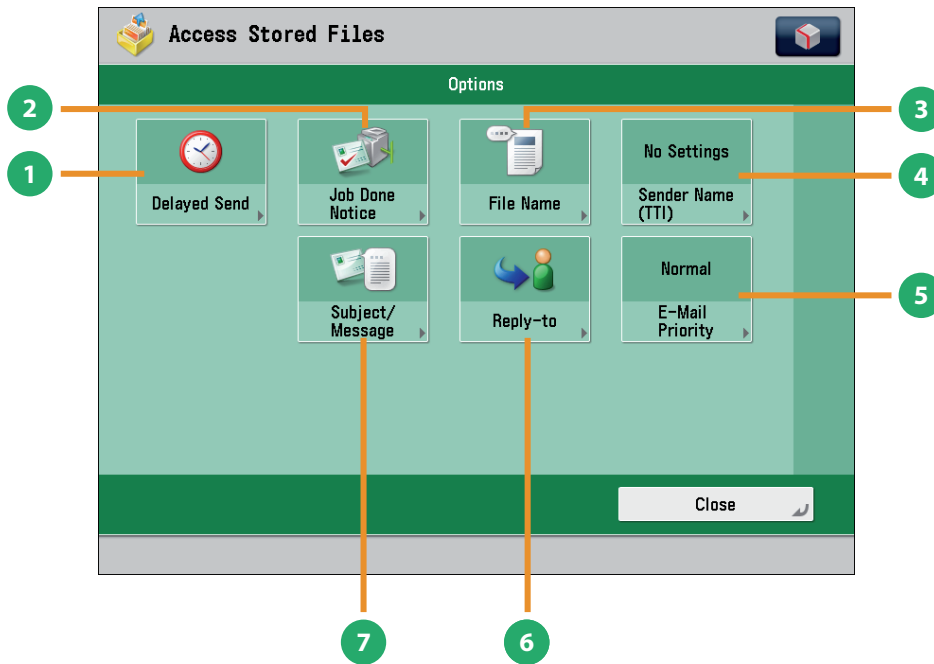 Access Stored Files
Options
2
3
1
4
No Settings
Delayed Send
Job Done
Notice
File Name
Sender Name
(TTI)
Normal
5
Subject/
Message
Reply-to
E-Mail
Priority
Close
7
6